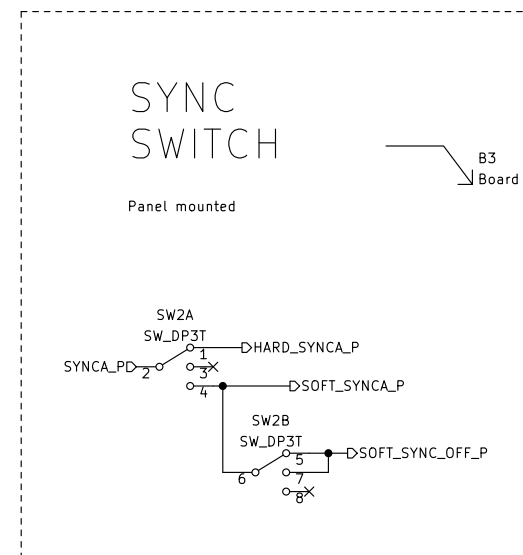 SYNC
SWITCH
B3
Board
Panel mounted
SW2A
SW_DP3T
SYNCA_P
2
1
HARD_SYNCA_P
3
4
SOFT_SYNCA_P
SW2B
SW_DP3T
6
5
SOFT_SYNC_OFF_P
7
8